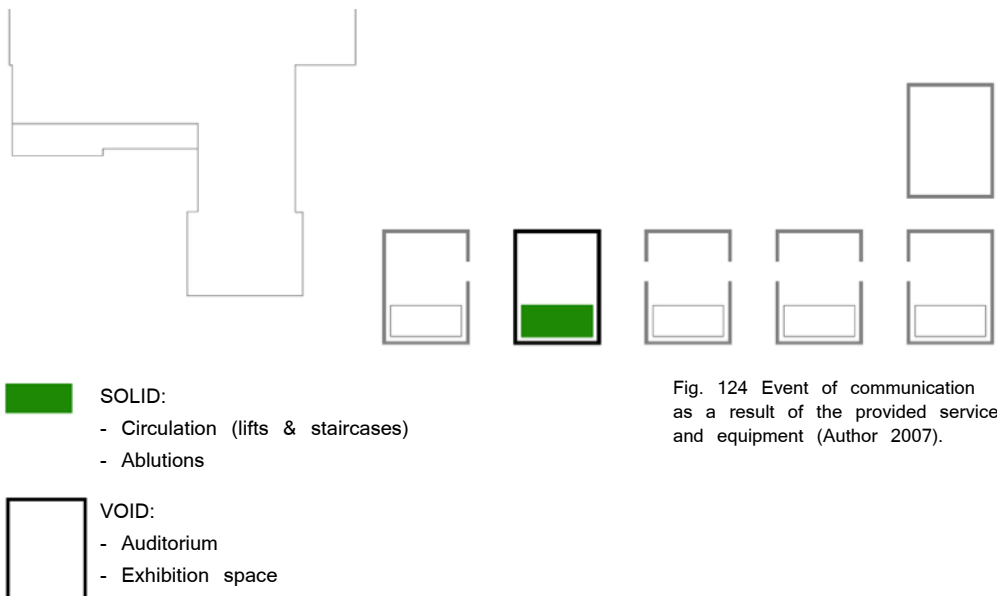 SOLID:
- Circulation (lifts & staircases)
- Ablutions
VOID:
- Auditorium
- Exhibition space
Fig. 124 Event of communication
as a result of the provided service
and equipment (Author 2007).